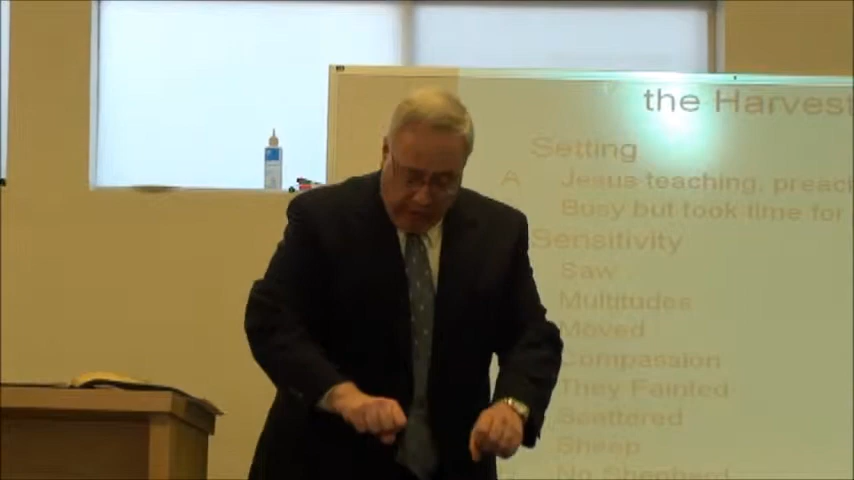 the Harvest
Setting
A Jesus teaching, preach
Busy but took time for
Sensitivity
Saw
Multitudes
Moved
Compassion
They Fainted
Scattered
Sheep
No Shepherd